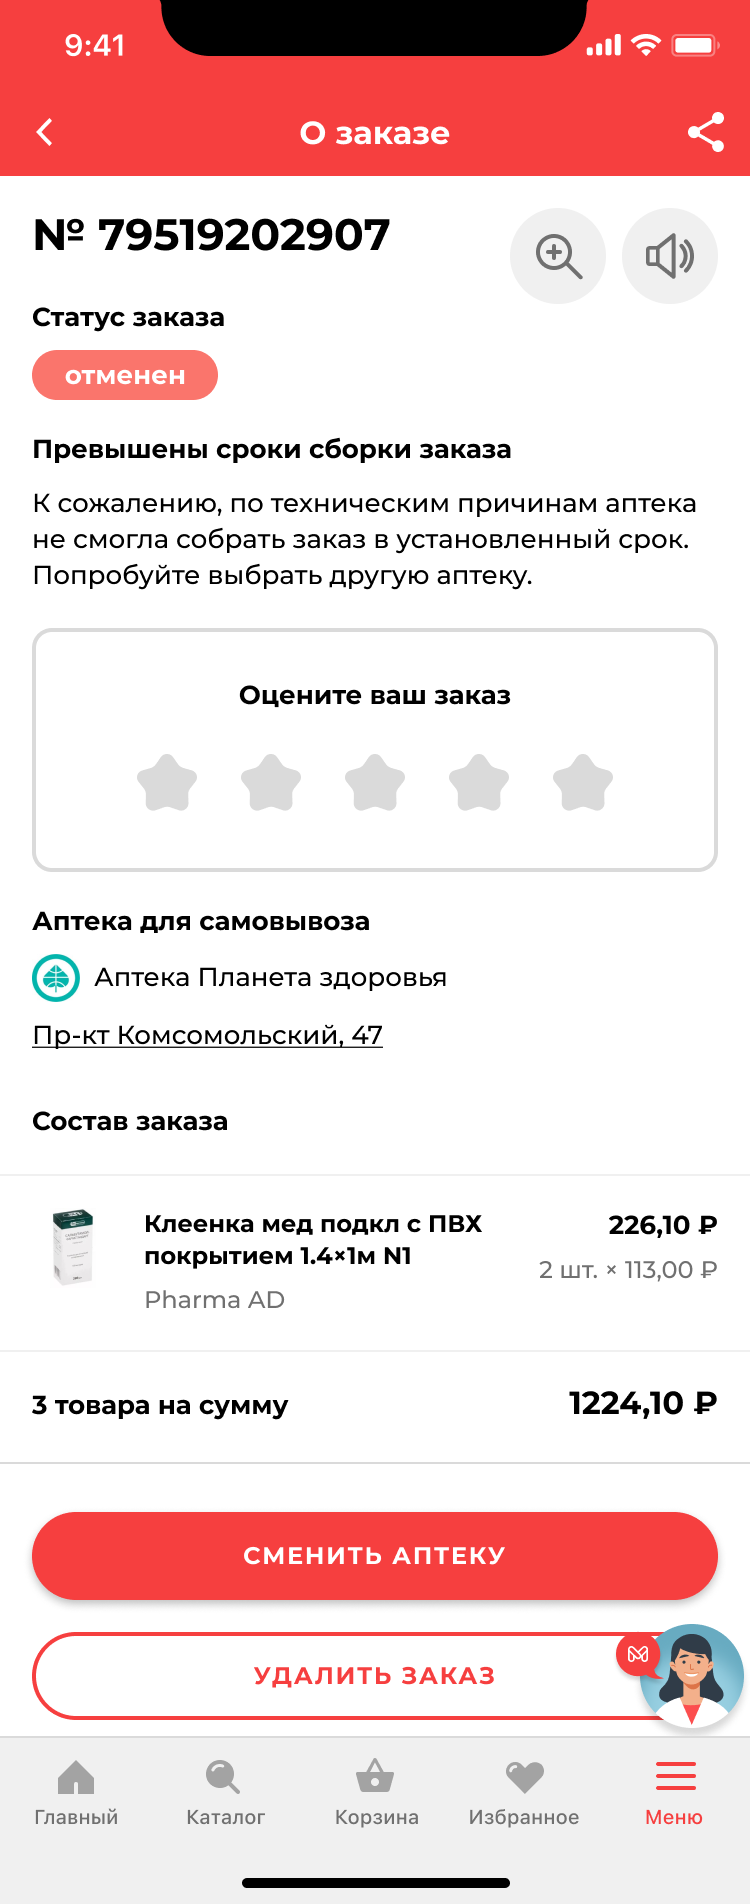 9:41
О заказе
№ 79519202907
Статус заказа
отменен
Превышены сроки сборки заказа
К сожалению, по техническим причинам аптека
не смогла собрать заказ в установленный срок.
Попробуйте выбрать другую аптеку.
Оцените ваш заказ
Аптека для самовывоза
Аптека Планета здоровья
Пр-кт Комсомольский, 47
Состав заказа
Клеенка мед подкл с ПВХ
покрытием 1.4×1м N1
Pharma AD
226,10 ₽
2 шт. × 113,00 ₽
3 товара на сумму
1224,10 ₽
СМЕНИТЬ АПТЕКУ
УДАЛИТЬ ЗАКАЗ
Главный
Каталог
Корзина
Избранное
Меню